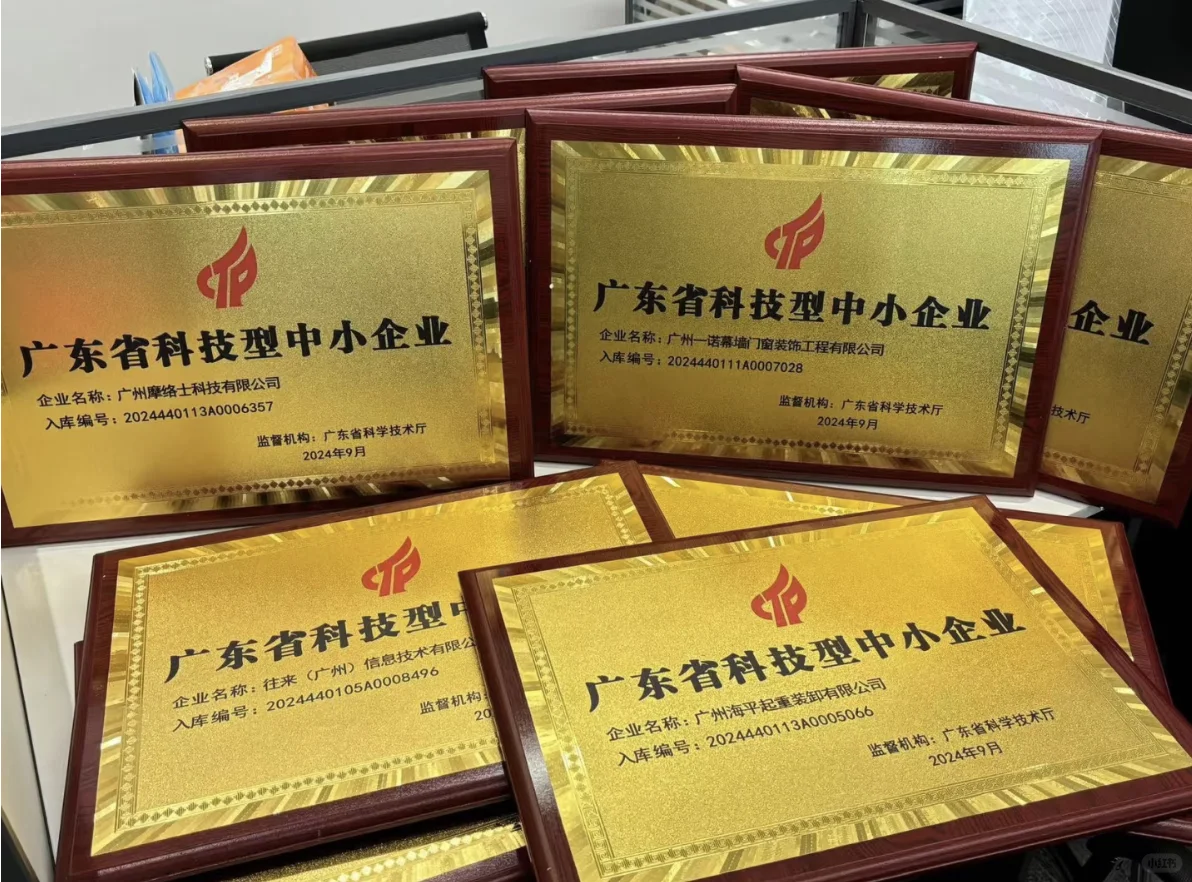 CTP
广东省科技型中小企业
企业名称：广州摩络士科技有限公司
入库编号：2024440113A0006357
监督机构：广东省科学技术厅
2024年9月
CTP
广东省科技型中小企业
企业名称：广州一诺幕墙门窗装饰工程有限公司
入库编号：2024440111A0007028
监督机构：广东省科学技术厅
2024年9月
企业
技术厅
CTP
广东省科技型中
企业名称：往来（广州）信息技术有限公
入库编号：2024440105A0008496
监督机构：
20
CTP
广东省科技型中小企业
企业名称：广州海平起重装卸有限公司
入库编号：2024440113A0005066
监督机构：广东省科学技术厅
2024年9月
小红书